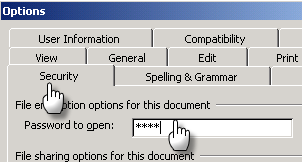 Options
User Information Compatibility
View General Edit Print
Security Spelling & Grammar
File options for this document
Password to open: ****
File sharing options for this document